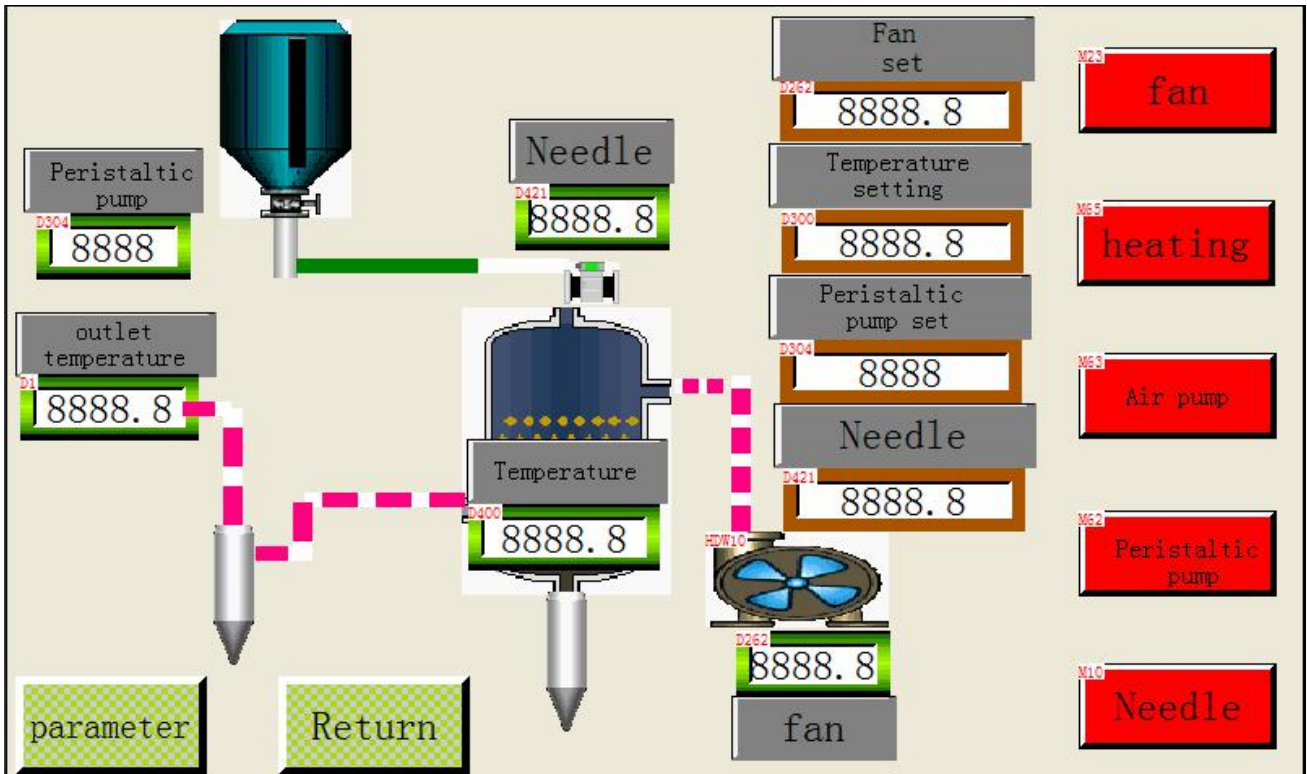 Peristaltic
pump
D304
8888
outlet
temperature
D1
8888.8
Needle
D421
8888.8
Temperature
D400
8888.8
HDW10
D262
8888.8
fan
Fan
set
D262
8888.8
Temperature
setting
D300
8888.8
Peristaltic
pump set
D304
8888
Needle
D421
8888.8
M23
fan
M65
heating
M63
Air pump
M62
Peristaltic
pump
M10
Needle
parameter
Return